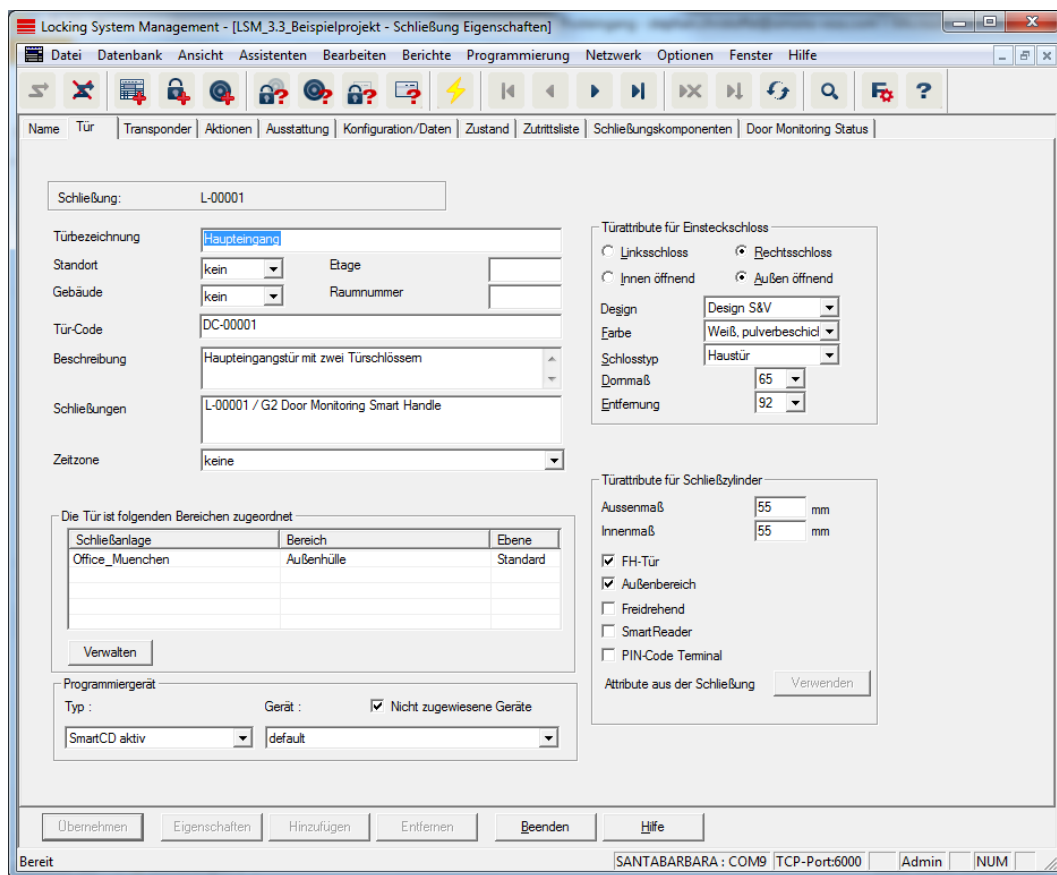 Locking System Management - [LSM_3.3_Beispielprojekt - Schließung Eigenschaften]
Datei Datenbank Ansicht Assistenten Bearbeiten Berichte Programmierung Netzwerk Optionen Fenster Hilfe
Name Tür Transponder Aktionen Ausstattung Konfiguration/Daten Zustand Zutrittsliste Schließungskomponenten Door Monitoring Status
Schließung: L-00001
Türbezeichnung Haupteingang
Standort kein Etage
Gebäude kein Raumnummer
Tür-Code DC-00001
Beschreibung Haupteingangstür mit zwei Türschlössern
Schließungen L-00001 / G2 Door Monitoring Smart Handle
Zeitzone keine
Die Tür ist folgenden Bereichen zugeordnet
Schließanlage Bereich Ebene
Office_Muenchen Außenhülle Standard
Verwalten
Programmiergerät
Typ : Gerät : Nicht zugewiesene Geräte
SmartCD aktiv default
Türattribute für Einsteckschloss
Linksschloss Rechtsschloss
Innen öffnend Außen öffnend
Design Design S&V
Farbe Weiß, pulverbeschicl
Schlosstyp Haustür
Dornmaß 65
Entfernung 92
Türattribute für Schließzylinder
Aussenmaß 55 mm
Innenmaß 55 mm
FH-Tür
Außenbereich
Freidrehend
SmartReader
PIN-Code Terminal
Attribute aus der Schließung Verwenden
Übernehmen Eigenschaften Hinzufügen Entfernen Beenden Hilfe
Bereit SANTABARBARA : COM9 TCP-Port:6000 Admin NUM